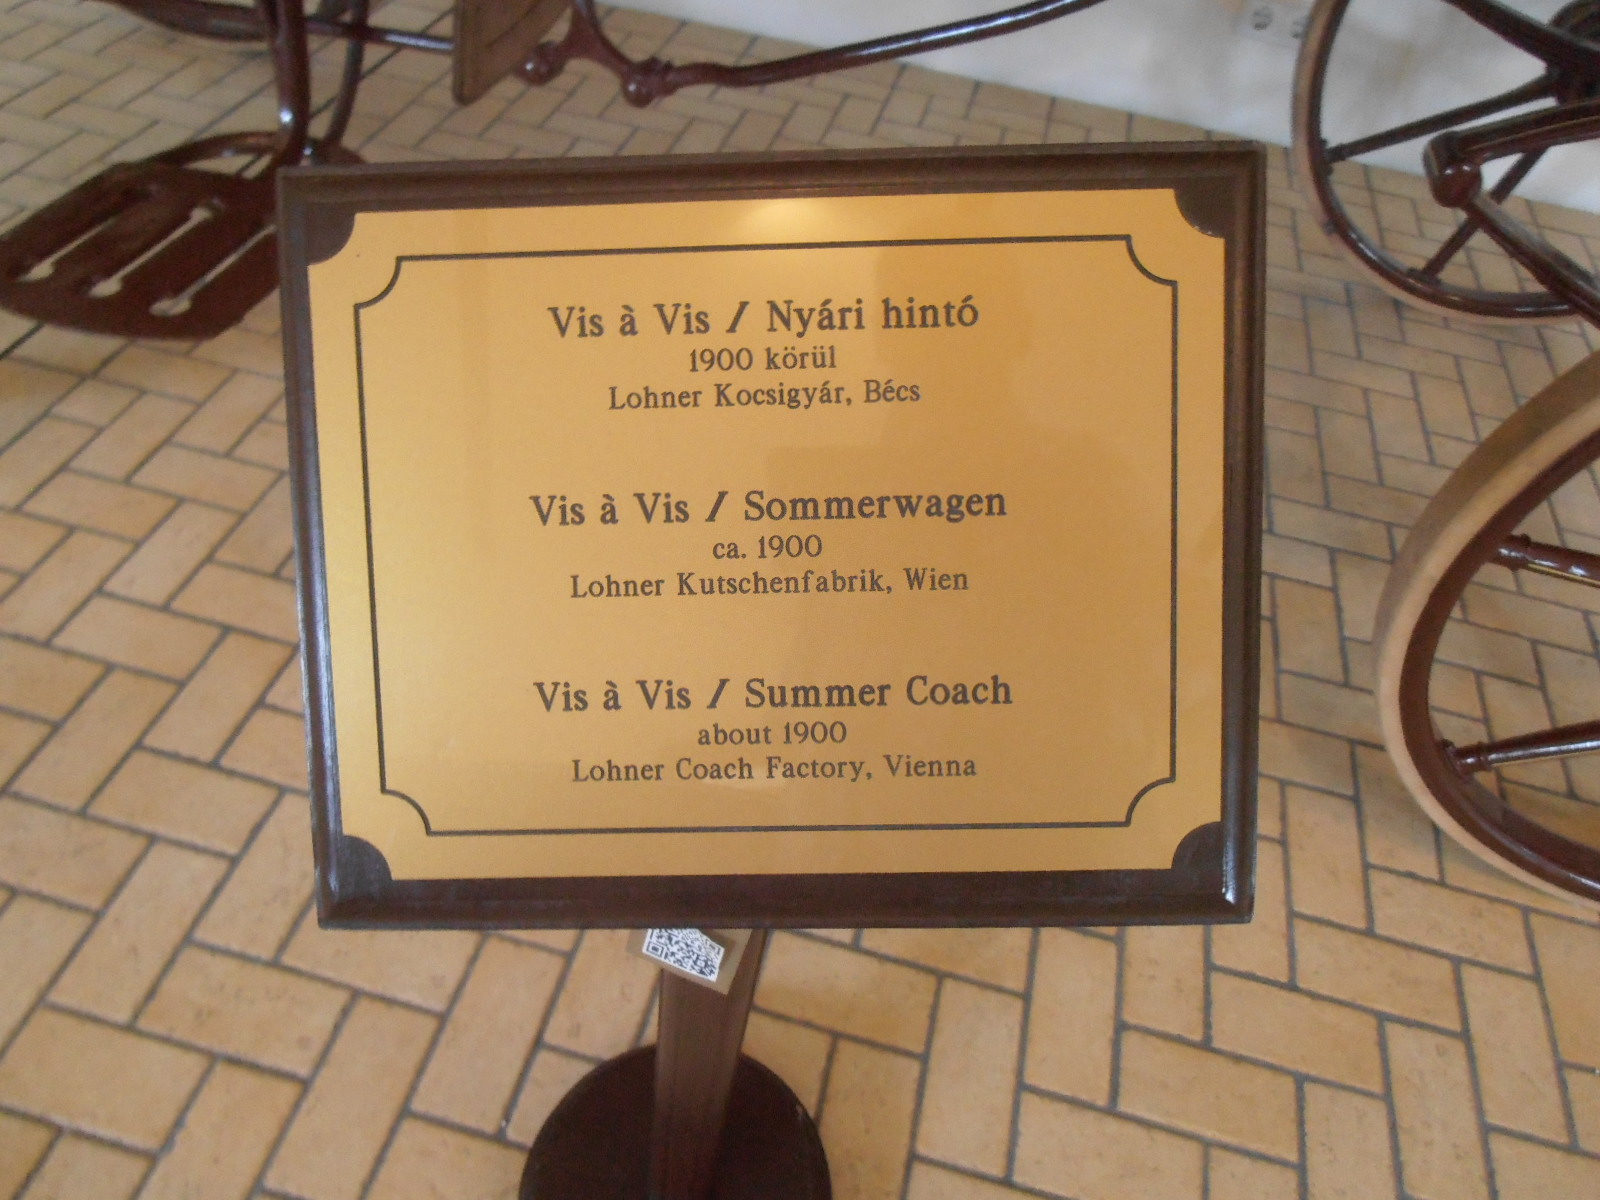 Vis à Vis / Nyári hintó
1900 körül
Lohner Kocsigyár, Bécs
Vis à Vis / Sommerwagen
ca. 1900
Lohner Kutschenfabrik, Wien
Vis à Vis / Summer Coach
about 1900
Lohner Coach Factory, Vienna